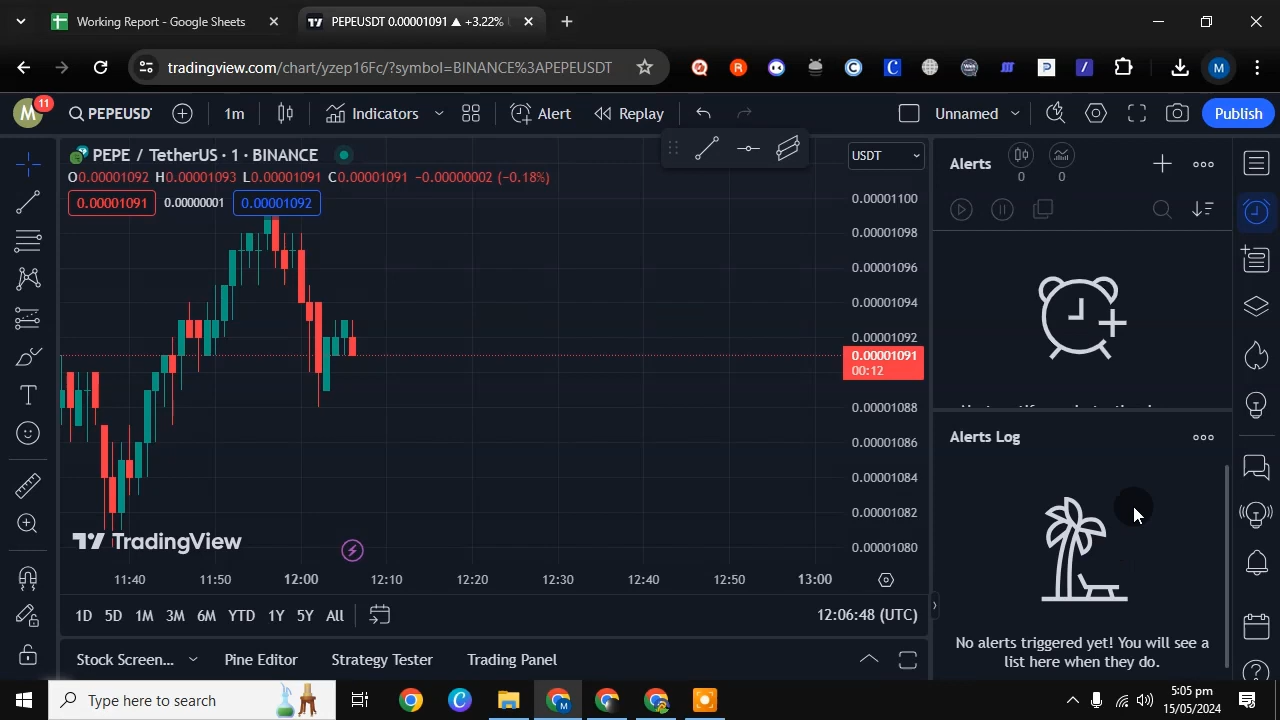 Working Report - Google Sheets
PEPEUSDT 0.00001091 ▲ +3.22%
tradingview.com/chart/yzep16Fc/?symbol=BINANCE%3APEPEUSDT
M
M 11 PEPEUSD 1m Indicators Alert Replay Unnamed Publish
PEPE / TetherUS · 1 · BINANCE
O0.00001092 H0.00001093 L0.00001091 C0.00001091 −0.00000002 (−0.18%)
0.00001091 0.00000001 0.00001092
USDT
0.00001100
0.00001098
0.00001096
0.00001094
0.00001092
0.00001091
00:12
0.00001088
0.00001086
0.00001084
0.00001082
0.00001080
TradingView
11:40 11:50 12:00 12:10 12:20 12:30 12:40 12:50 13:00
1D 5D 1M 3M 6M YTD 1Y 5Y All
12:06:48 (UTC)
Stock Screen... Pine Editor Strategy Tester Trading Panel
Alerts 0 0
Alerts Log
No alerts triggered yet! You will see a
list here when they do.
Type here to search
5:05 pm
15/05/2024